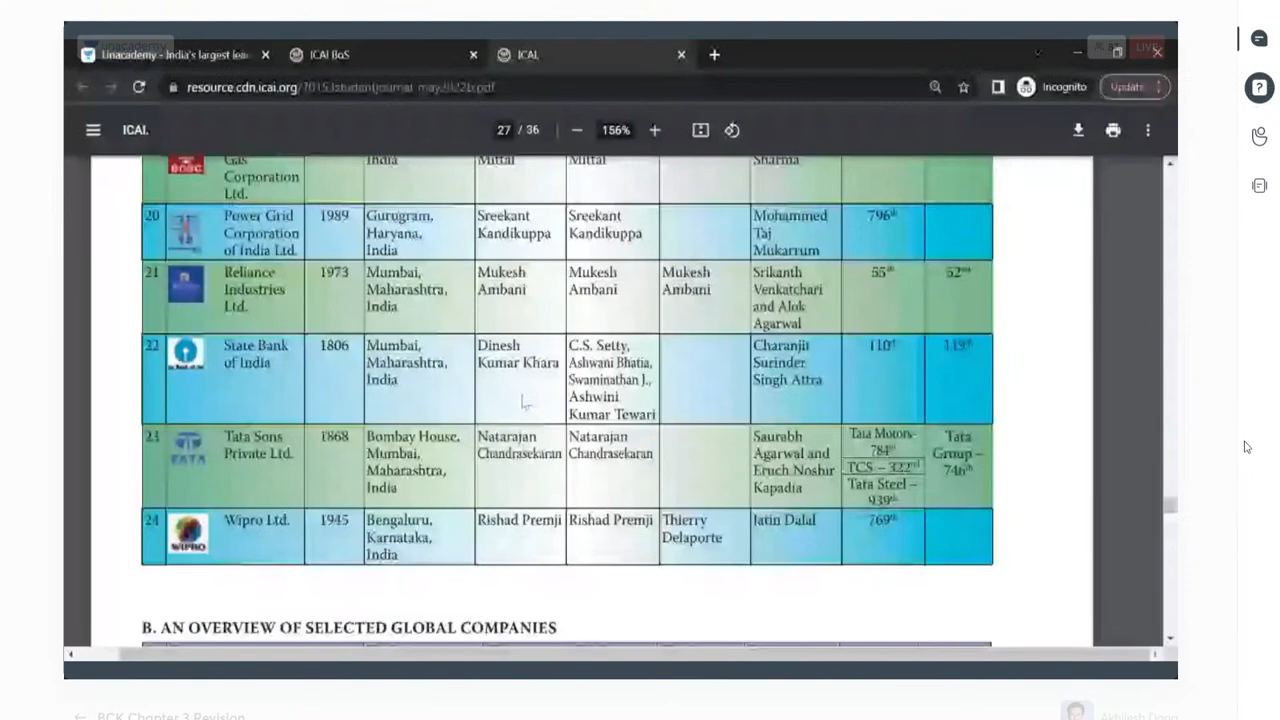 Unacademy - India's largest lea
ICAI BoS
ICAI.
LIVE
resource.cdn.icai.org/
Incognito
Update
ICAI.
27 / 36
156%
Gas Corporation Ltd.
India
Mittal
Mittal
Sharma
20
Power Grid Corporation of India Ltd.
1989
Gurugram, Haryana, India
Sreekant Kandikuppa
Sreekant Kandikuppa
Mohammed Taj Mukarrum
796th
21
Reliance Industries Ltd.
1973
Mumbai, Maharashtra, India
Mukesh Ambani
Mukesh Ambani
Mukesh Ambani
Srikanth Venkatchari and Alok Agarwal
55th
52nd
22
State Bank of India
1806
Mumbai, Maharashtra, India
Dinesh Kumar Khara
C.S. Setty, Ashwani Bhatia, Swaminathan J., Ashwini Kumar Tewari
Charanjit Surinder Singh Attra
110th
119th
23
TATA
Tata Sons Private Ltd.
1868
Bombay House, Mumbai, Maharashtra, India
Natarajan Chandrasekaran
Natarajan Chandrasekaran
Saurabh Agarwal and Eruch Noshir Kapadia
Tata Motors- 784th
TCS – 322nd
Tata Steel – 939th
Tata Group – 746th
24
WIPRO
Wipro Ltd.
1945
Bengaluru, Karnataka, India
Rishad Premji
Rishad Premji
Thierry Delaporte
Jatin Dalal
769th
B. AN OVERVIEW OF SELECTED GLOBAL COMPANIES
BCK Chapter 3 Revision